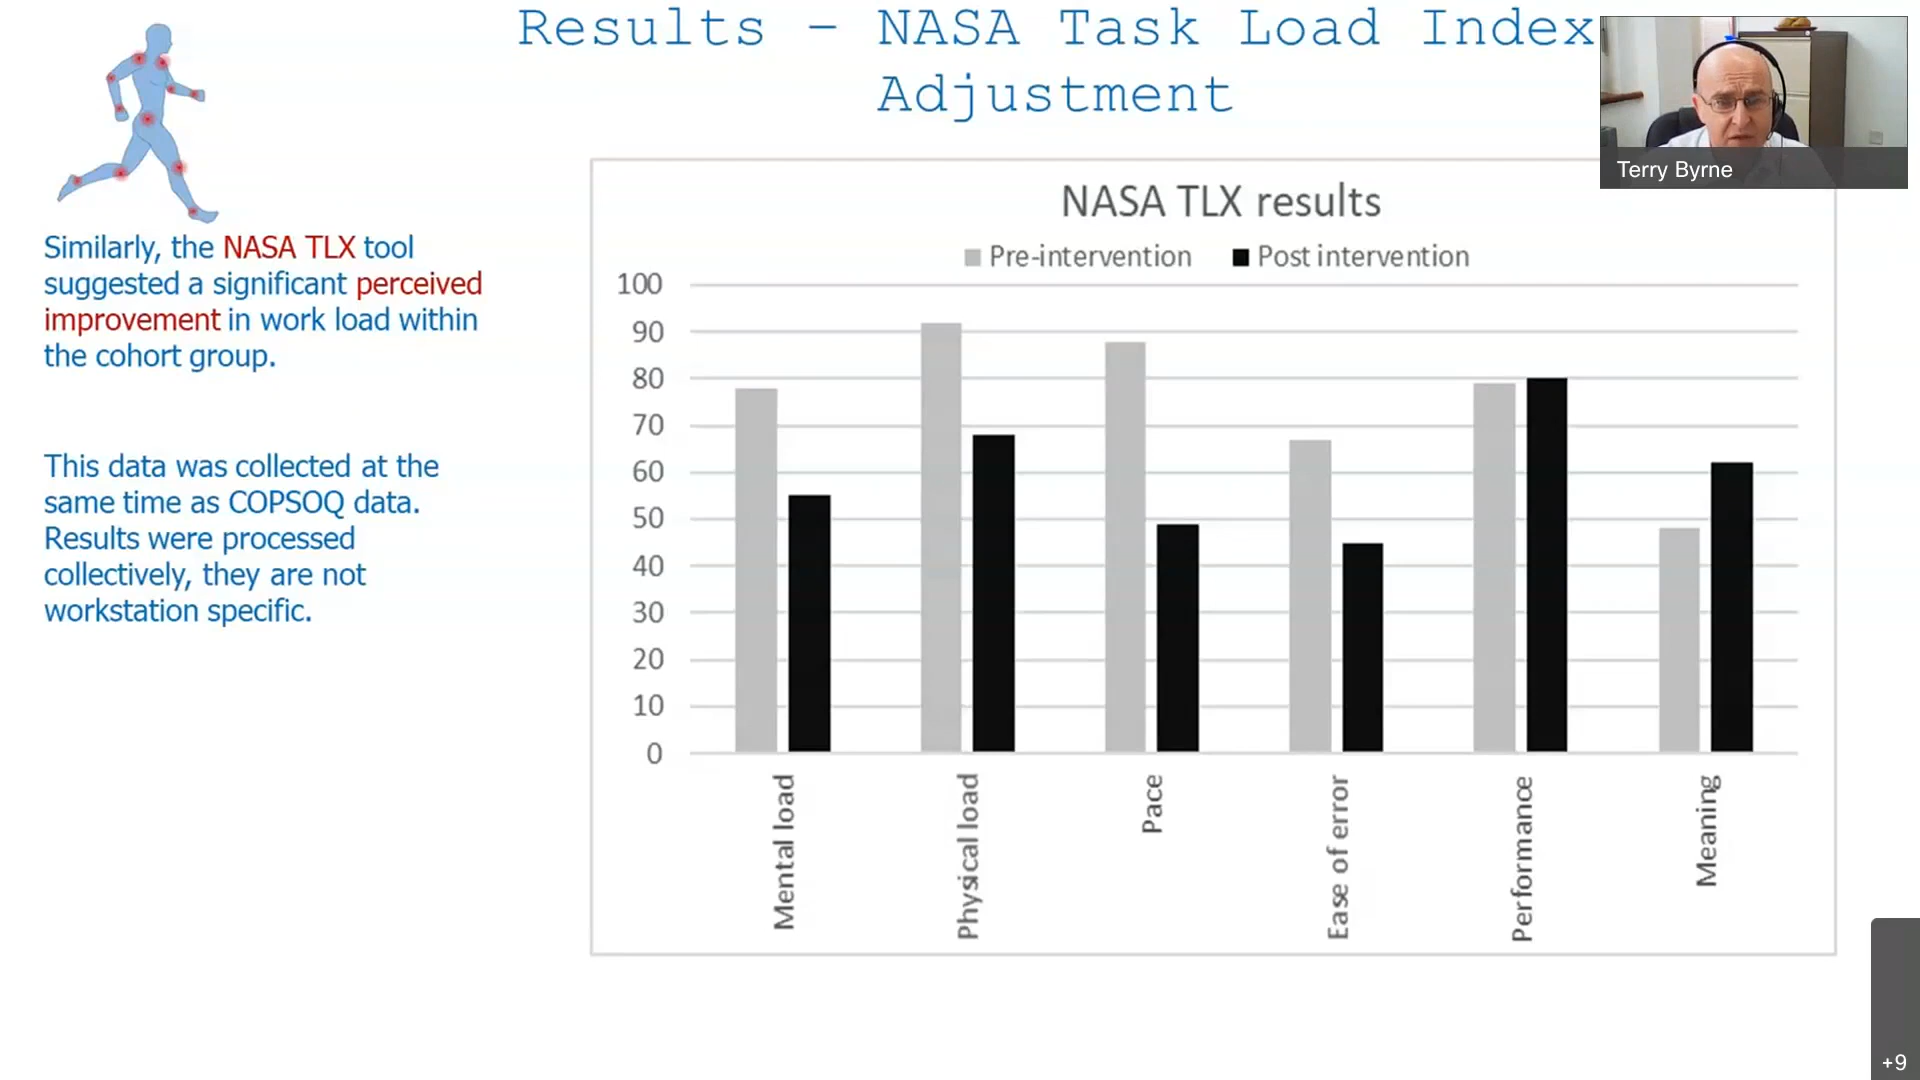 Results – NASA Task Load Index
Adjustment
Terry Byrne
Similarly, the NASA TLX tool
suggested a significant perceived
improvement in work load within
the cohort group.
This data was collected at the
same time as COPSOQ data.
Results were processed
collectively, they are not
workstation specific.
NASA TLX results
Pre-intervention Post intervention
100
90
80
70
60
50
40
30
20
10
0
Mental load
Physical load
Pace
Ease of error
Performance
Meaning
+9